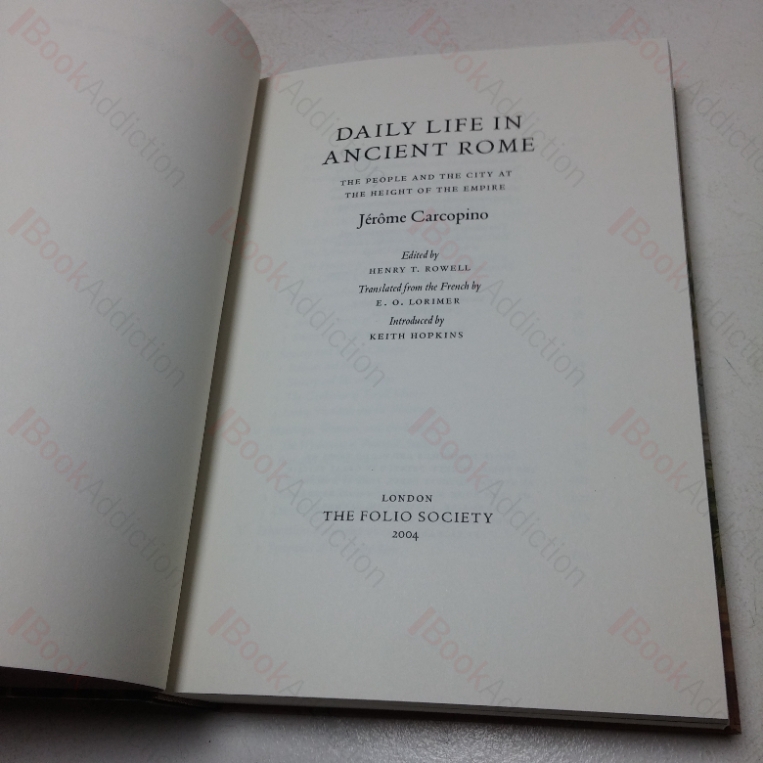 DAILY LIFE IN
ANCIENT ROME
THE PEOPLE AND THE CITY AT
THE HEIGHT OF THE EMPIRE
Jérôme Carcopino
Edited by
HENRY T. ROWELL
Translated from the French by
E. O. LORIMER
Introduced by
KEITH HOPKINS
LONDON
THE FOLIO SOCIETY
2004
BookAddiction